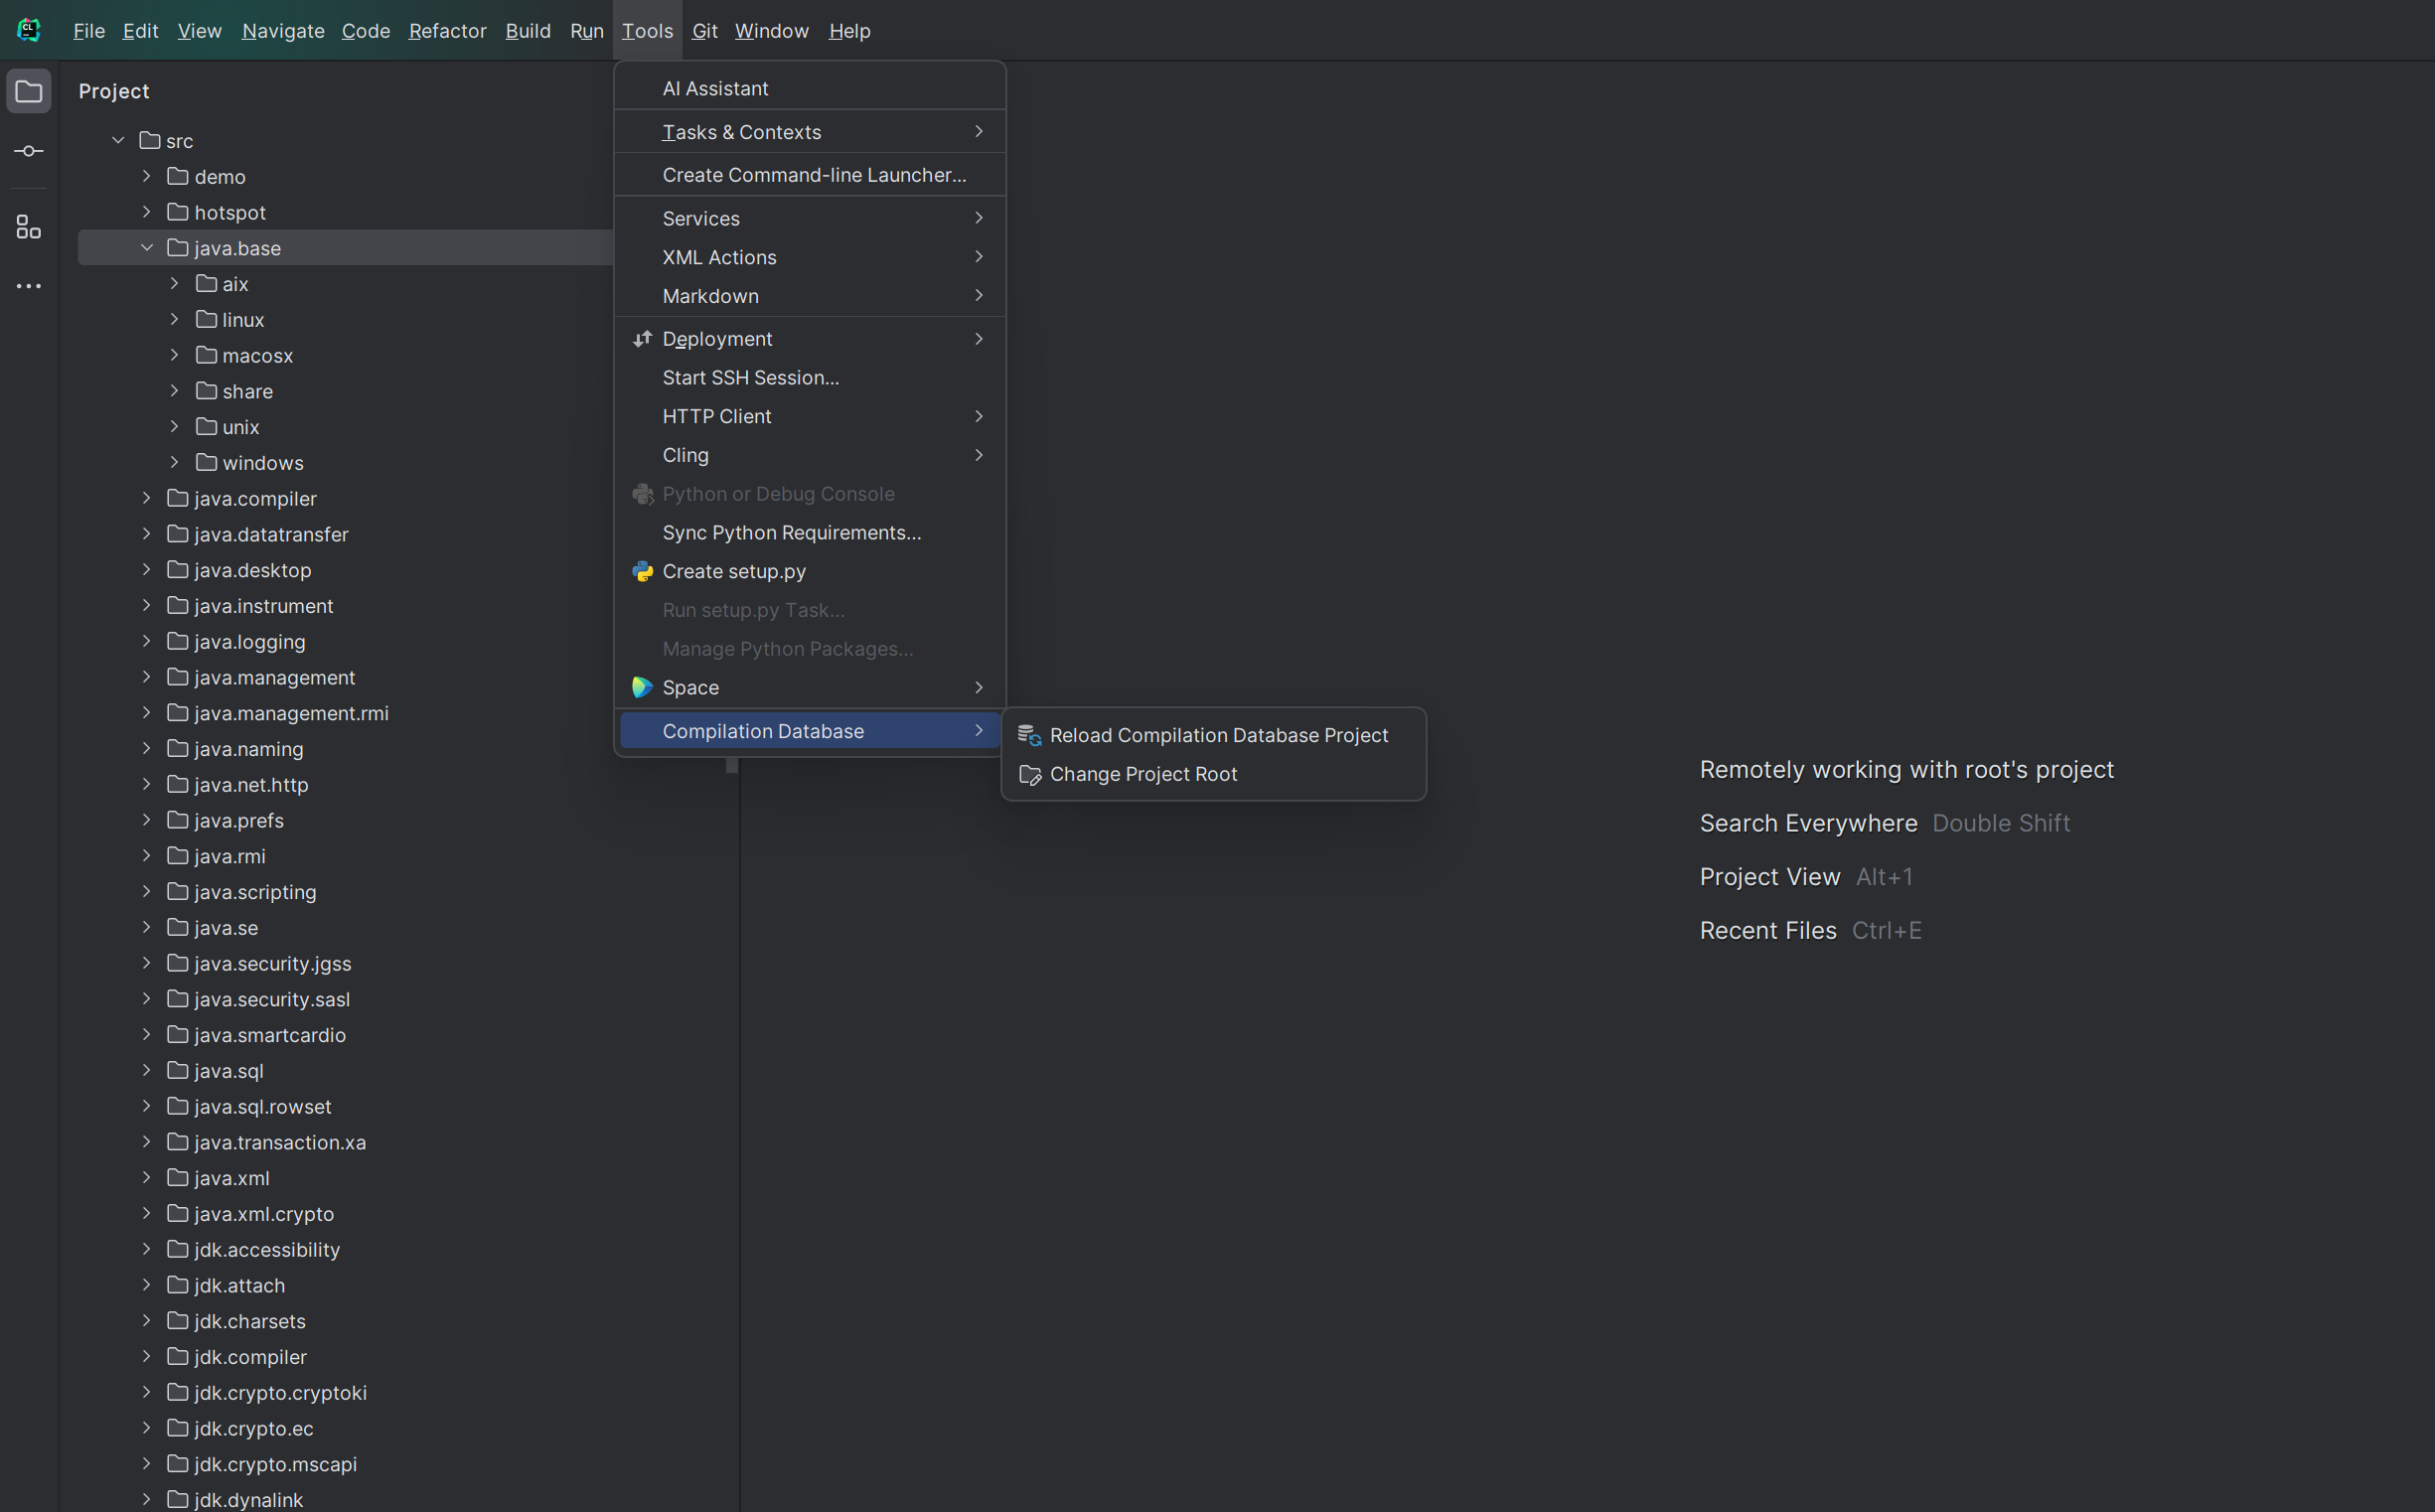 CL
File Edit View Navigate Code Refactor Build Run Tools Git Window Help
Project
src
demo
hotspot
java.base
aix
linux
macosx
share
unix
windows
java.compiler
java.datatransfer
java.desktop
java.instrument
java.logging
java.management
java.management.rmi
java.naming
java.net.http
java.prefs
java.rmi
java.scripting
java.se
java.security.jgss
java.security.sasl
java.smartcardio
java.sql
java.sql.rowset
java.transaction.xa
java.xml
java.xml.crypto
jdk.accessibility
jdk.attach
jdk.charsets
jdk.compiler
jdk.crypto.cryptoki
jdk.crypto.ec
jdk.crypto.mscapi
jdk.dynalink
AI Assistant
Tasks & Contexts
Create Command-line Launcher...
Services
XML Actions
Markdown
Deployment
Start SSH Session...
HTTP Client
Cling
Python or Debug Console
Sync Python Requirements...
Create setup.py
Run setup.py Task...
Manage Python Packages...
Space
Compilation Database
Reload Compilation Database Project
Change Project Root
Remotely working with root's project
Search Everywhere Double Shift
Project View Alt+1
Recent Files Ctrl+E